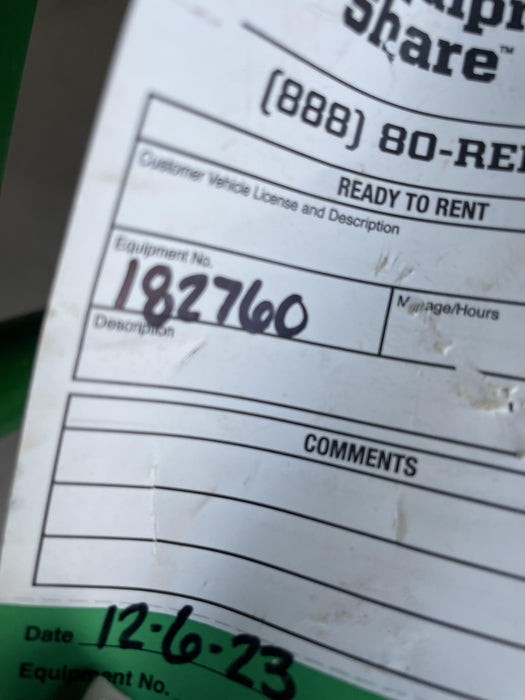 Share™
(888) 80-RE
READY TO RENT
Customer Vehicle License and Description
Equipment No.
182760
Mileage/Hours
Description
COMMENTS
Date 12-6-23
Equipment No.